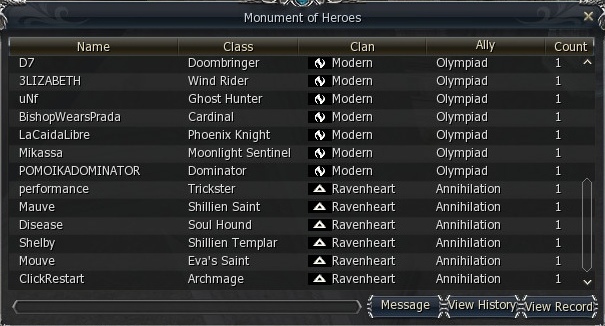 Monument of Heroes
Name Class Clan Ally Count
D7 Doombringer Modern Olympiad 1
3LIZABETH Wind Rider Modern Olympiad 1
uNf Ghost Hunter Modern Olympiad 1
BishopWearsPrada Cardinal Modern Olympiad 1
LaCaidaLibre Phoenix Knight Modern Olympiad 1
Mikassa Moonlight Sentinel Modern Olympiad 1
POMOIKADOMINATOR Dominator Modern Olympiad 1
performance Trickster Ravenheart Annihilation 1
Mauve Shillien Saint Ravenheart Annihilation 1
Disease Soul Hound Ravenheart Annihilation 1
Shelby Shillien Templar Ravenheart Annihilation 1
Mouve Eva's Saint Ravenheart Annihilation 1
ClickRestart Archmage Ravenheart Annihilation 1
Message View History View Record